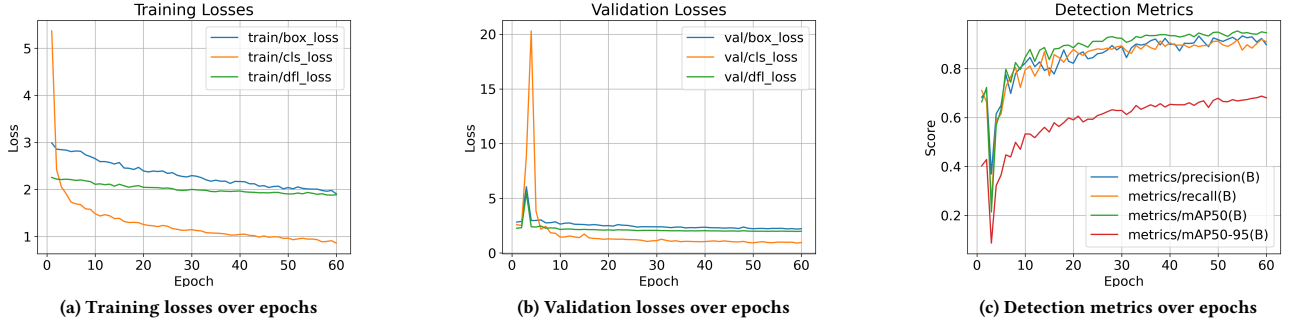 Training Losses
5
4
3
2
1
Loss
train/box_loss
train/cls_loss
train/dfl_loss
0 10 20 30 40 50 60
Epoch
(a) Training losses over epochs
Validation Losses
20
15
10
5
0
Loss
val/box_loss
val/cls_loss
val/dfl_loss
0 10 20 30 40 50 60
Epoch
(b) Validation losses over epochs
Detection Metrics
0.8
0.6
0.4
0.2
Score
metrics/precision(B)
metrics/recall(B)
metrics/mAP50(B)
metrics/mAP50-95(B)
0 10 20 30 40 50 60
Epoch
(c) Detection metrics over epochs